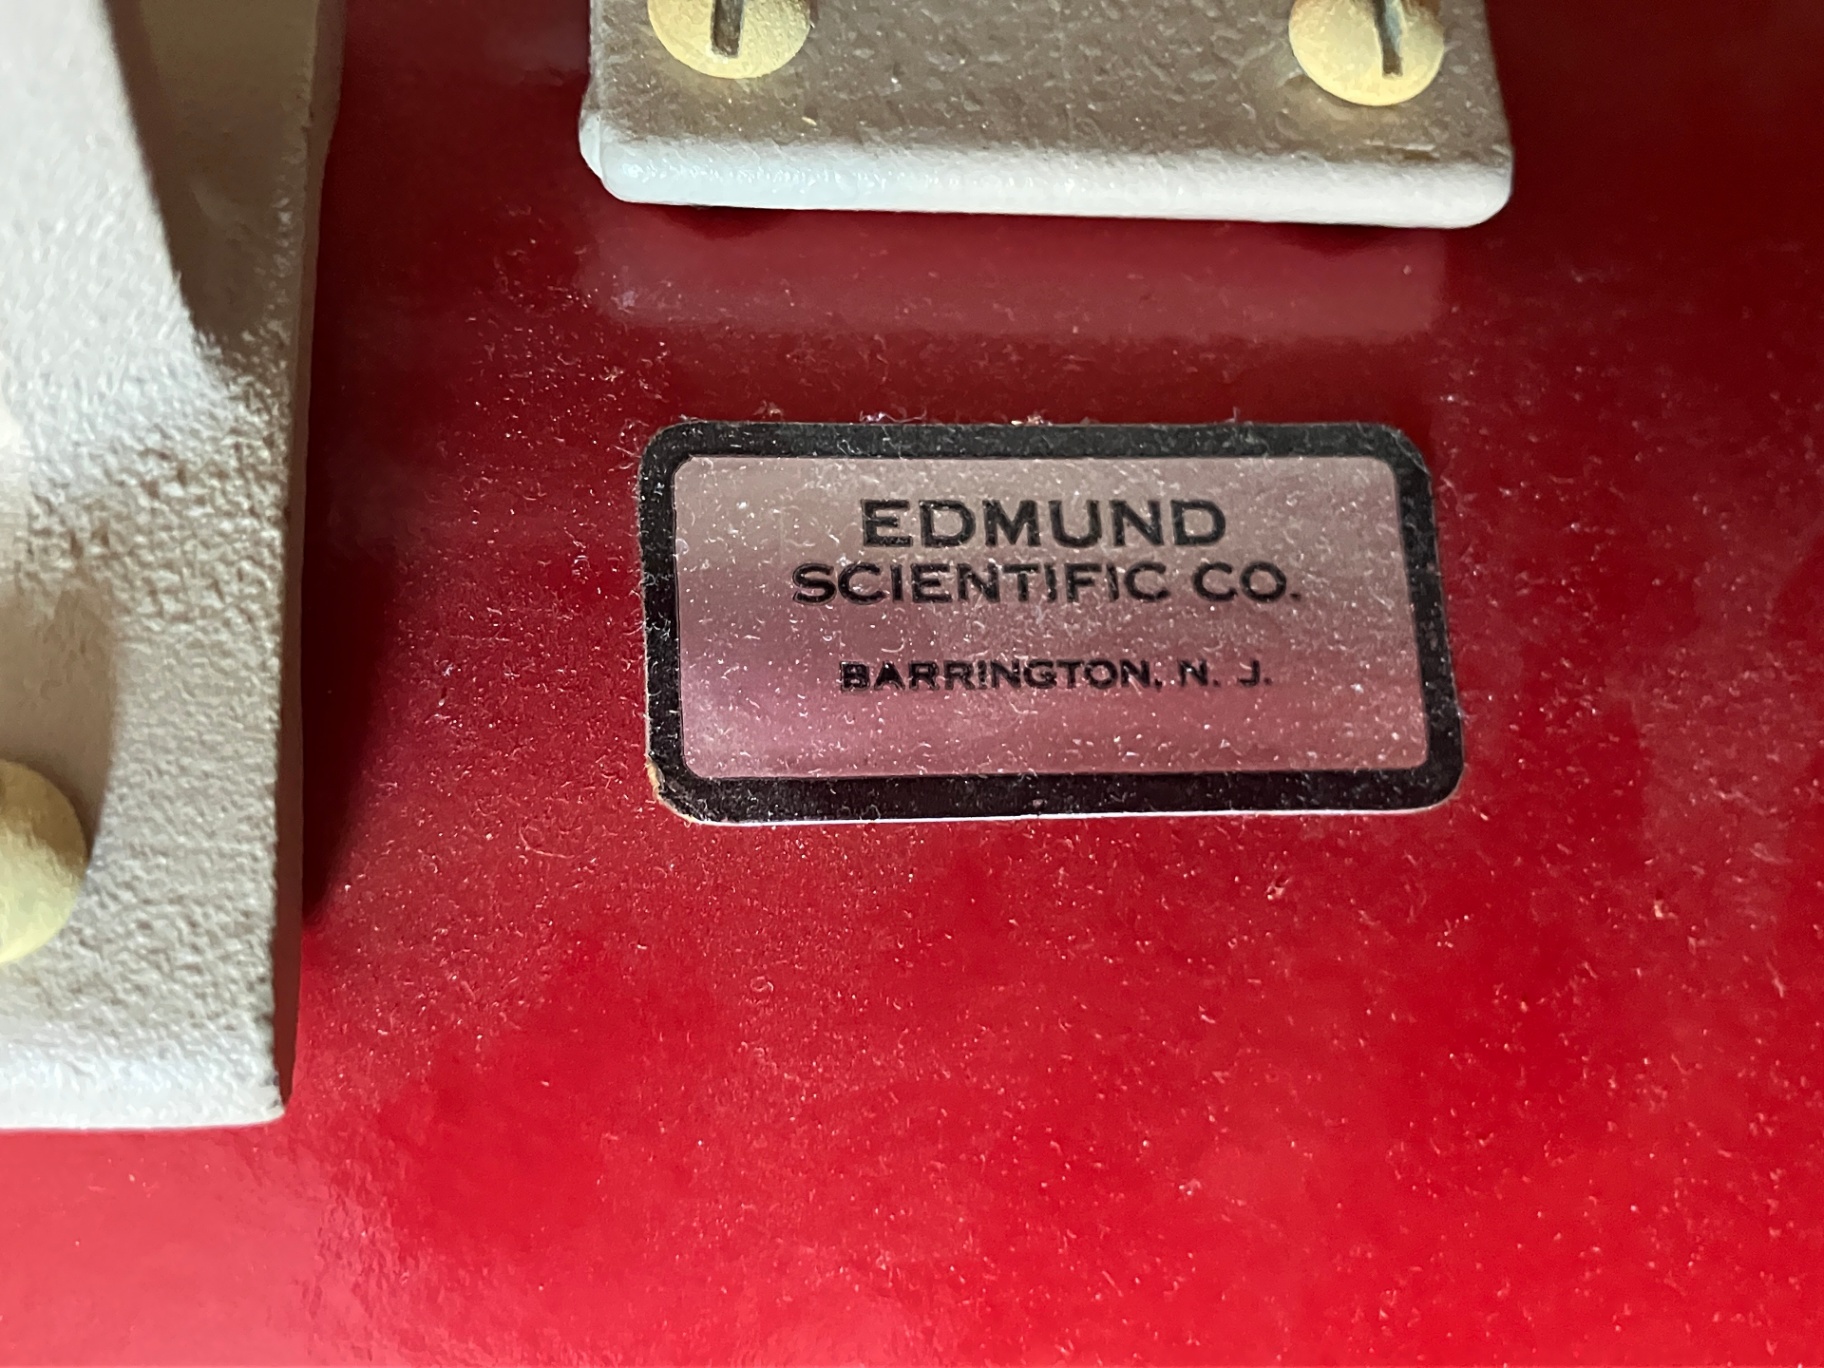 EDMUND
SCIENTIFIC CO.
BARRINGTON, N. J.